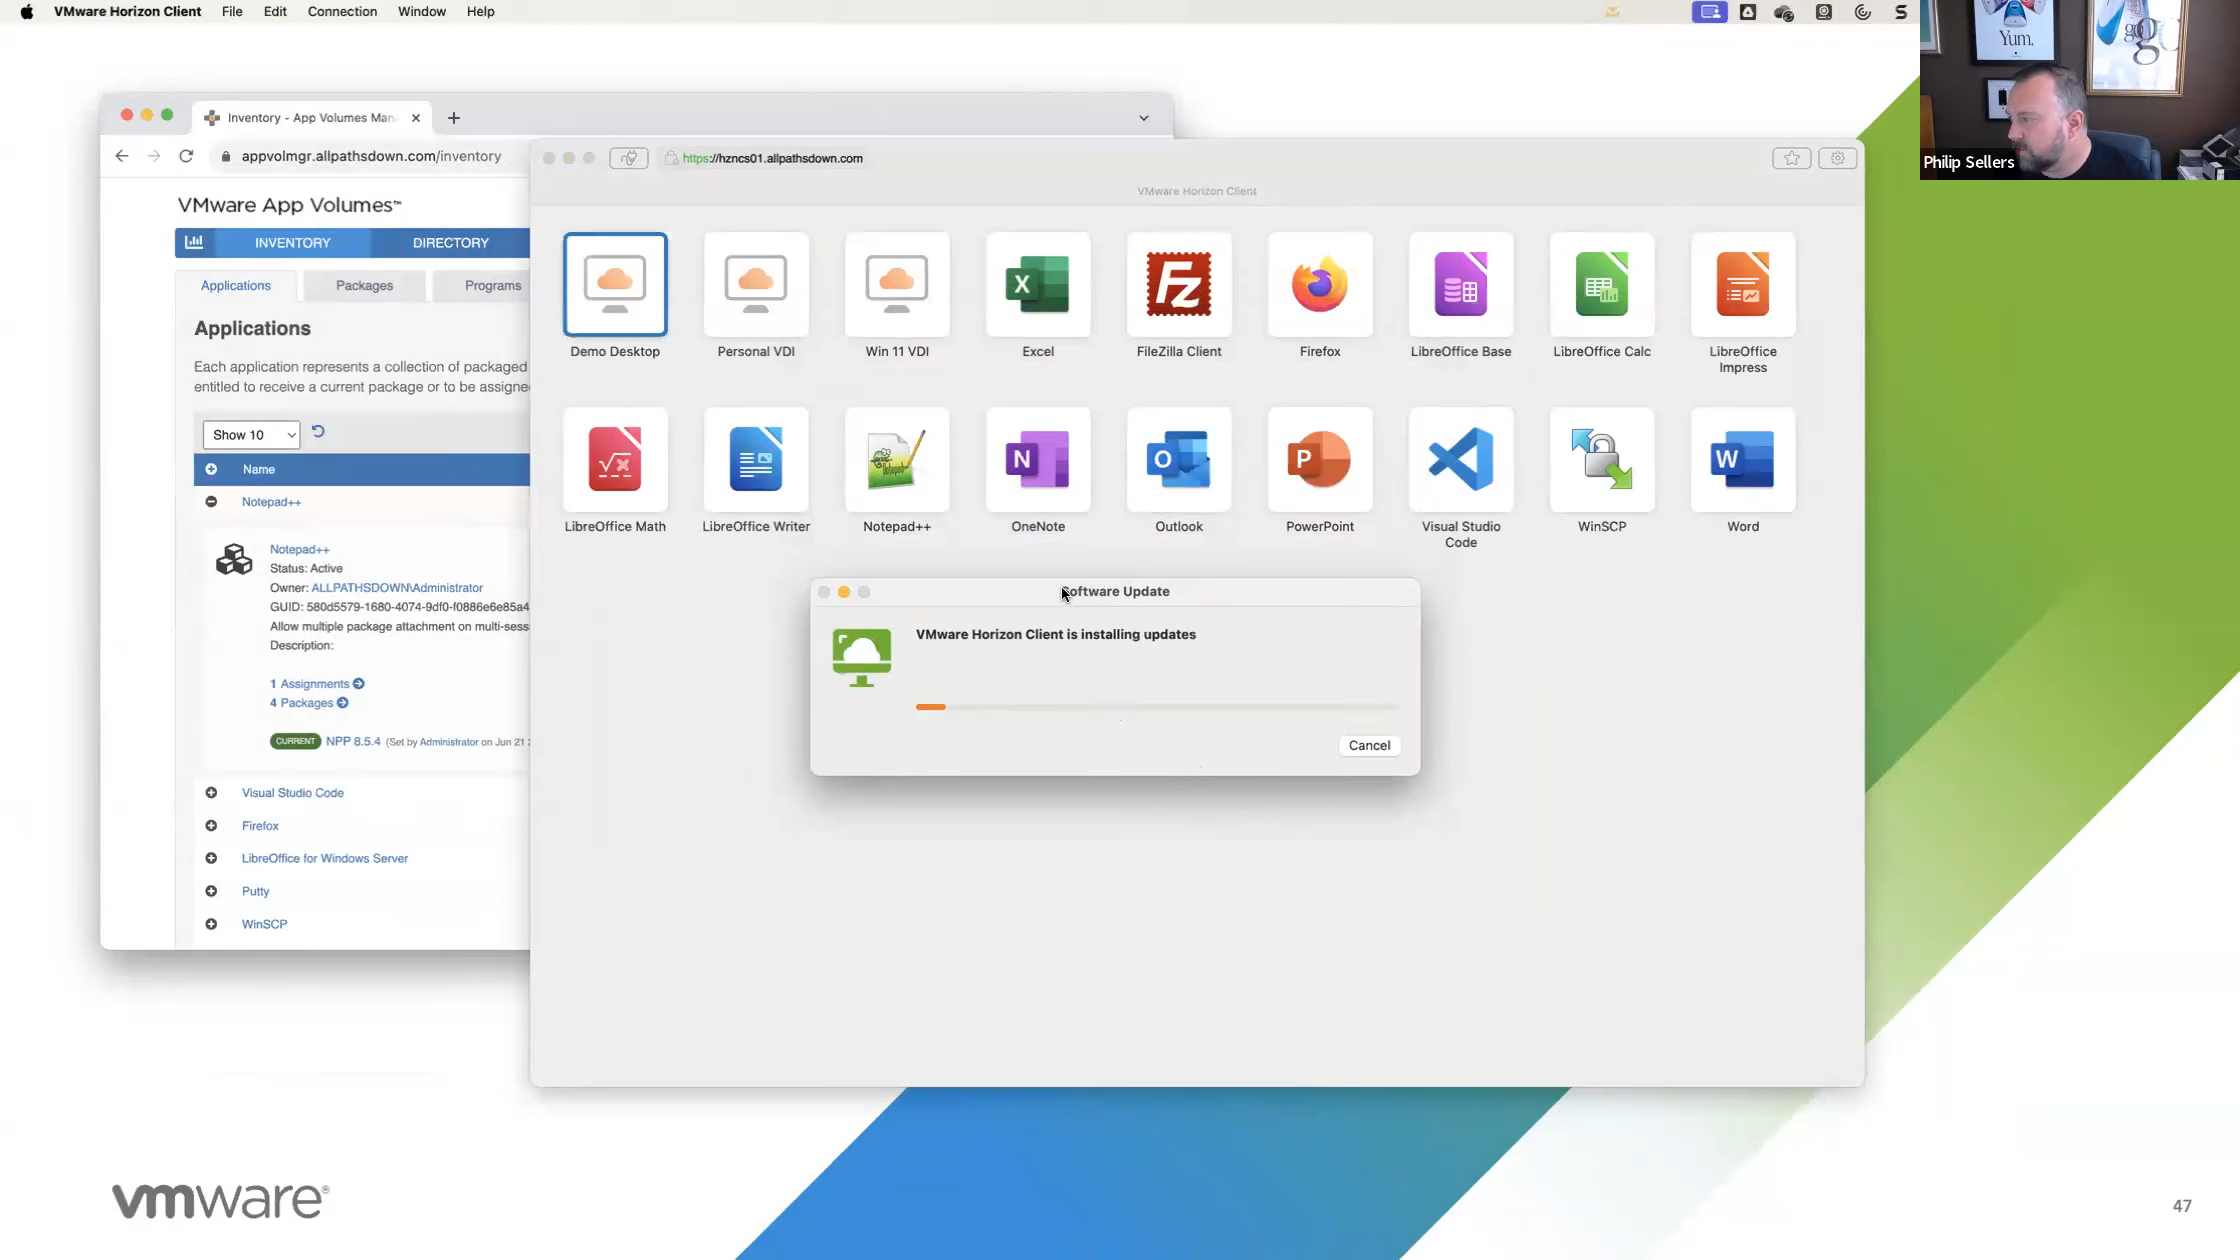 VMware Horizon Client File Edit Connection Window Help
Yum.
Philip Sellers
Inventory - App Volumes Man
appvolmgr.allpathsdown.com/inventory
VMware App Volumes™
INVENTORY DIRECTORY
Applications Packages Programs
Applications
Each application represents a collection of packaged
entitled to receive a current package or to be assigne
Show 10
Name
Notepad++
Notepad++
Status: Active
Owner: ALLPATHSDOWN\Administrator
GUID: 580d5579-1680-4074-9df0-f0886e6e85a4
Allow multiple package attachment on multi-sess
Description:
1 Assignments
4 Packages
CURRENT NPP 8.5.4 (Set by Administrator on Jun 21
Visual Studio Code
Firefox
LibreOffice for Windows Server
Putty
WinSCP
https://hzncs01.allpathsdown.com
VMware Horizon Client
Demo Desktop
Personal VDI
Win 11 VDI
Excel
FileZilla Client
Firefox
LibreOffice Base
LibreOffice Calc
LibreOffice
Impress
LibreOffice Math
LibreOffice Writer
Notepad++
OneNote
Outlook
PowerPoint
Visual Studio
Code
WinSCP
Word
Software Update
VMware Horizon Client is installing updates
Cancel
vmware®
47